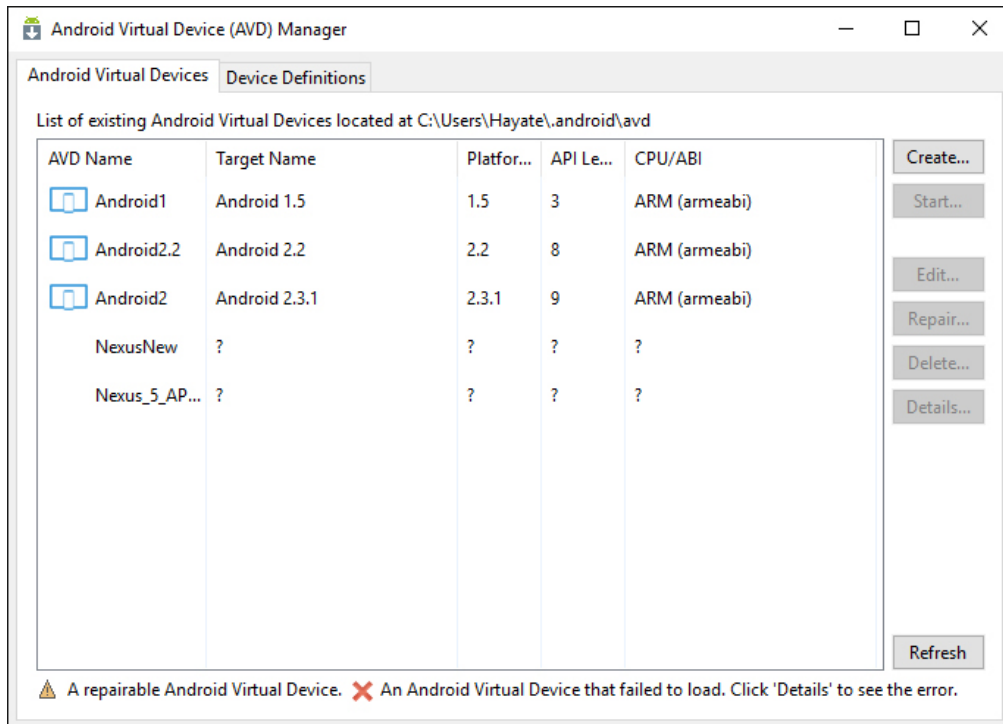 Android Virtual Device (AVD) Manager
Android Virtual Devices Device Definitions
List of existing Android Virtual Devices located at C:\Users\Hayate\.android\avd
AVD Name Target Name Platfor... API Le... CPU/ABI Create...
Android1 Android 1.5 1.5 3 ARM (armeabi) Start...
Android2.2 Android 2.2 2.2 8 ARM (armeabi)
Edit...
Android2 Android 2.3.1 2.3.1 9 ARM (armeabi)
Repair...
NexusNew ? ? ? ?
Delete...
Nexus_5_AP... ? ? ? ?
Details...
Refresh
A repairable Android Virtual Device. An Android Virtual Device that failed to load. Click 'Details' to see the error.